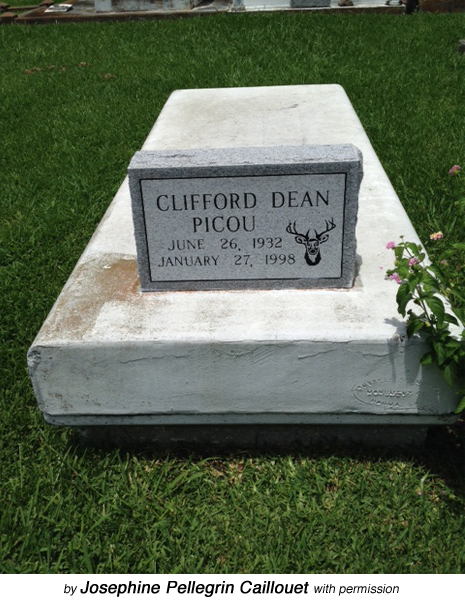 CLIFFORD DEAN
PICOU
JUNE 26, 1932
JANUARY 27, 1998
by Josephine Pellegrin Caillouet with permission